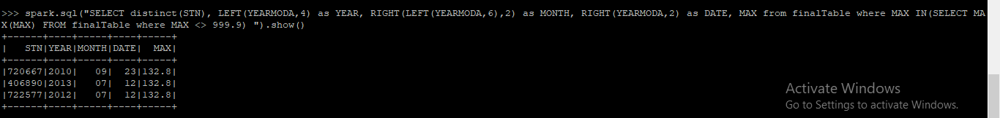 >>> spark.sql("SELECT distinct(STN), LEFT(YEARMODA,4) as YEAR, RIGHT(LEFT(YEARMODA,6),2) as MONTH, RIGHT(YEARMODA,2) as DATE, MAX from finalTable where MAX IN(SELECT MA
X(MAX) FROM finalTable where MAX <> 999.9) ").show()
+------+----+-----+----+-----+
|   STN|YEAR|MONTH|DATE|  MAX|
+------+----+-----+----+-----+
|720667|2010|   09|  23|132.8|
|406890|2013|   07|  12|132.8|
|722577|2012|   07|  12|132.8|
+------+----+-----+----+-----+
Activate Windows
Go to Settings to activate Windows.